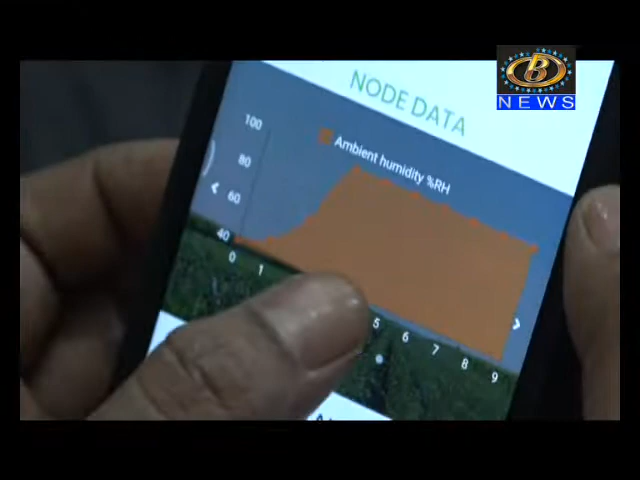 B
NEWS
NODE DATA
Ambient humidity %RH
100
80
60
40
0 1 5 6 7 8 9